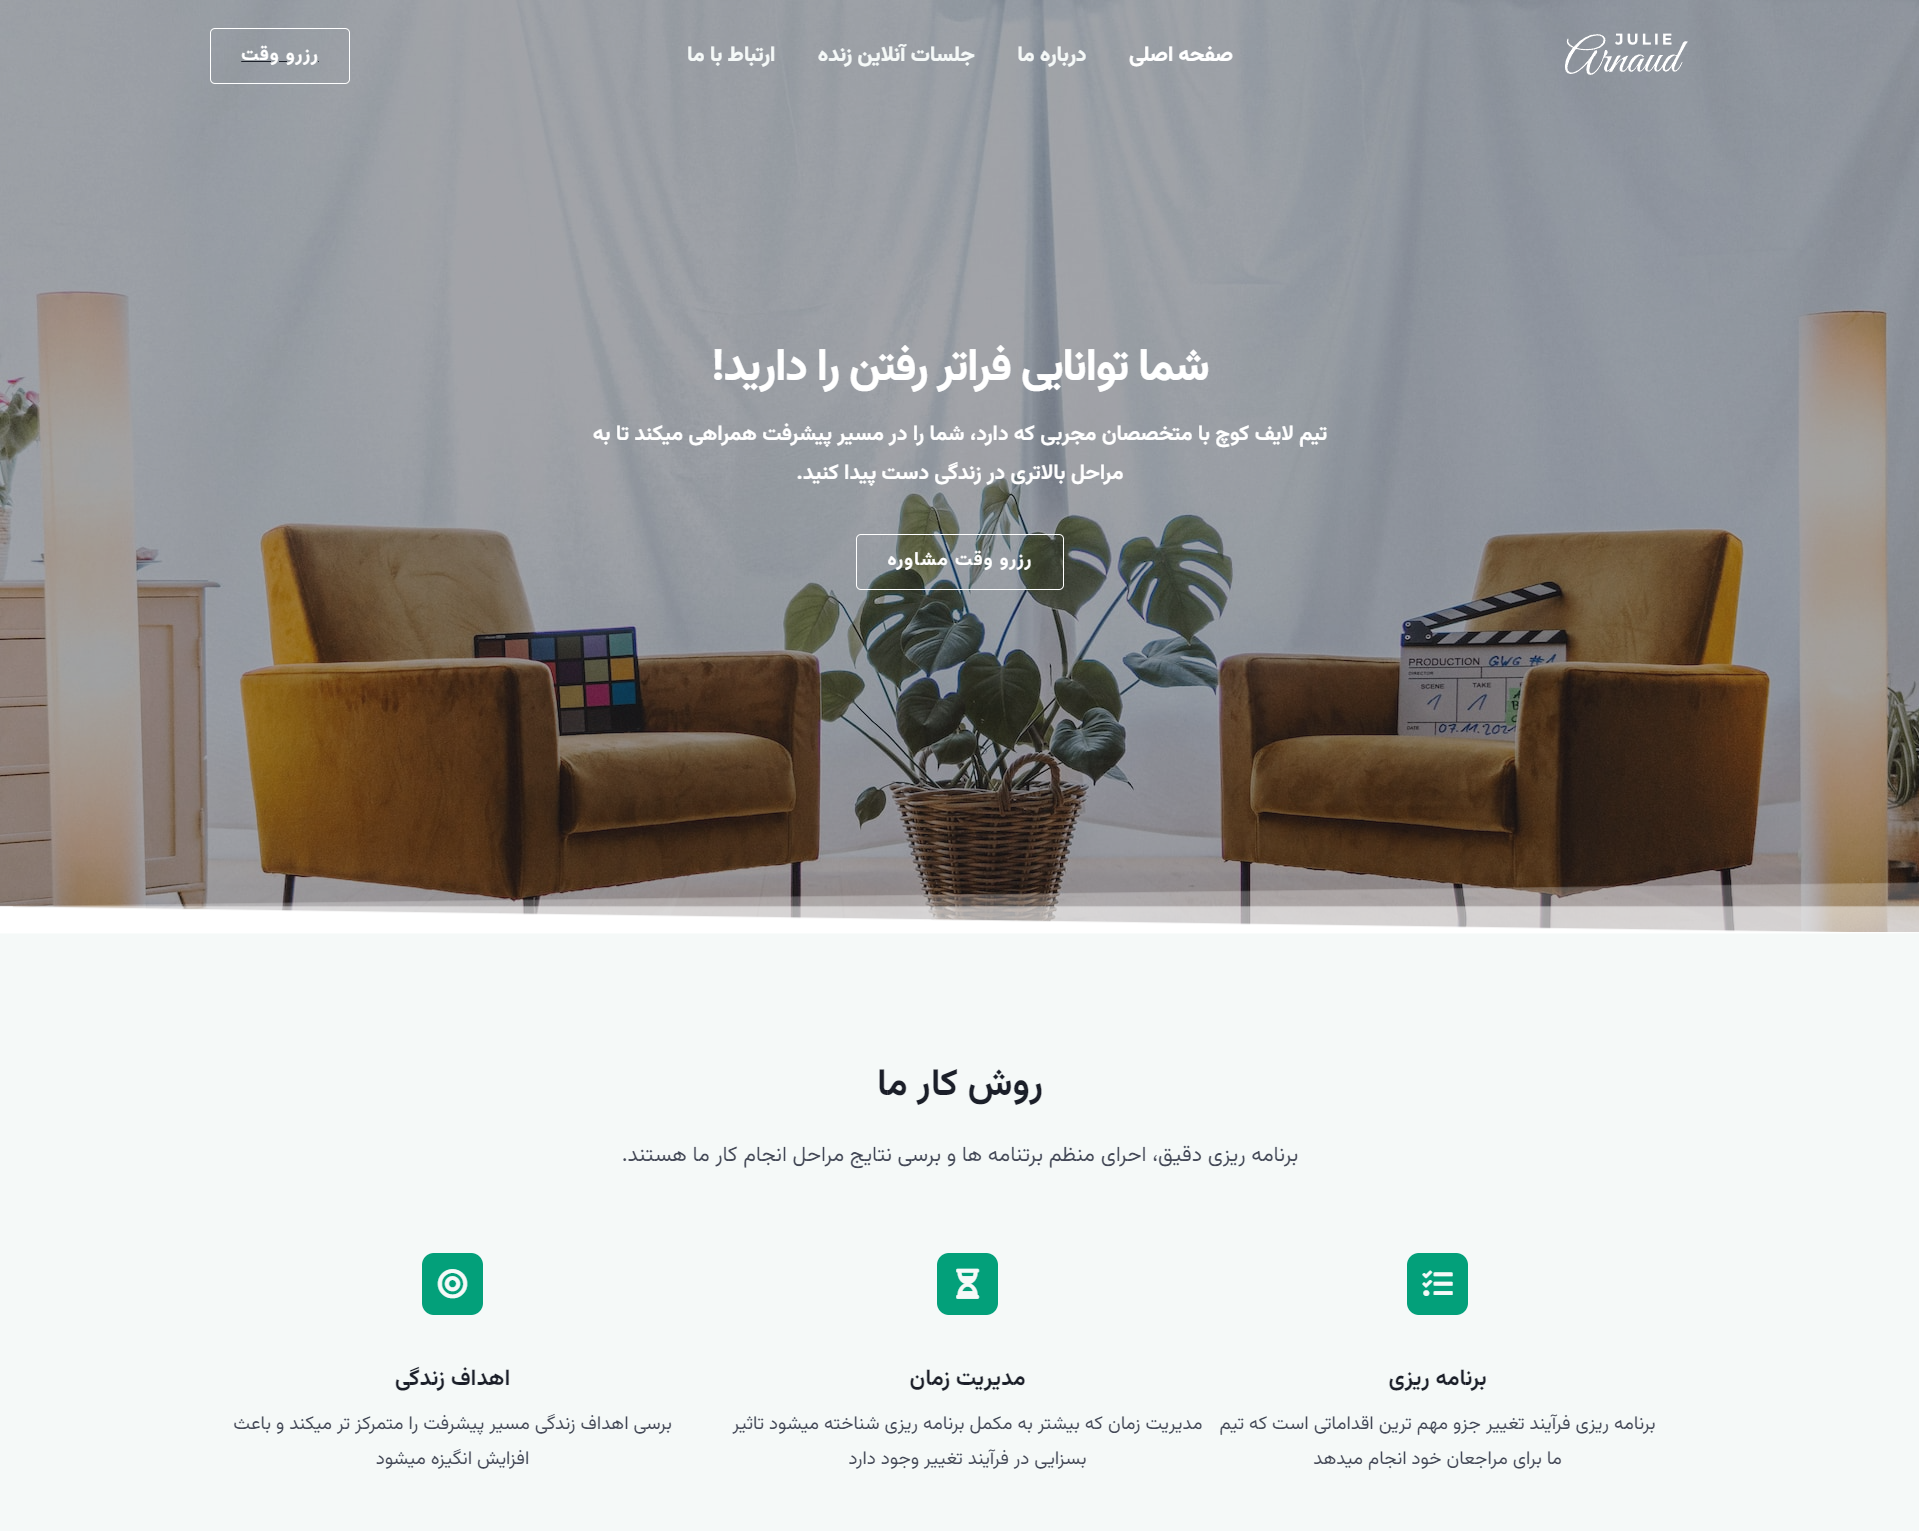 JULIE
Arnaud
صفحه اصلی
درباره ما
جلسات آنلاین زنده
ارتباط با ما
رزرو وقت
شما توانایی فراتر رفتن را دارید!
تیم لایف کوچ با متخصصان مجربی که دارد، شما را در مسیر پیشرفت همراهی میکند تا به
مراحل بالاتری در زندگی دست پیدا کنید.
رزرو وقت مشاوره
PRODUCTION GWG #1
DIRECTOR
SCENE
TAKE
1
1
DATE
07.11.202
روش کار ما
برنامه ریزی دقیق، احرای منظم برتنامه ها و برسی نتایج مراحل انجام کار ما هستند.
برنامه ریزی
برنامه ریزی فرآیند تغییر جزو مهم ترین اقداماتی است که تیم
ما برای مراجعان خود انجام میدهد
مدیریت زمان
مدیریت زمان که بیشتر به مکمل برنامه ریزی شناخته میشود تاثیر
بسزایی در فرآیند تغییر وجود دارد
اهداف زندگی
برسی اهداف زندگی مسیر پیشرفت را متمرکز تر میکند و باعث
افزایش انگیزه میشود